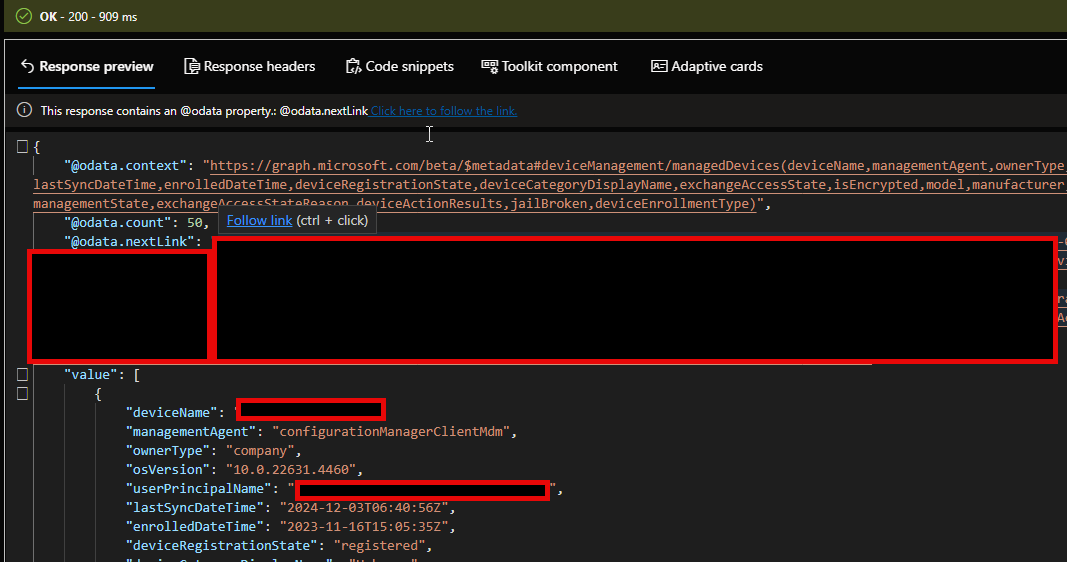 OK - 200 - 909 ms
Response preview Response headers Code snippets Toolkit component Adaptive cards
This response contains an @odata property.: @odata.nextLink Click here to follow the link.
{
"@odata.context": "https://graph.microsoft.com/beta/$metadata#deviceManagement/managedDevices(deviceName,managementAgent,ownerType,
lastSyncDateTime,enrolledDateTime,deviceRegistrationState,deviceCategoryDisplayName,exchangeAccessState,isEncrypted,model,manufacturer,
managementState,exchangeAccessStateReason,deviceActionResults,jailBroken,deviceEnrollmentType)",
"@odata.count": 50,
Follow link (ctrl + click)
"@odata.nextLink":
"value": [
{
"deviceName": "
"managementAgent": "configurationManagerClientMdm",
"ownerType": "company",
"osVersion": "10.0.22631.4460",
"userPrincipalName": "",
"lastSyncDateTime": "2024-12-03T06:40:56Z",
"enrolledDateTime": "2023-11-16T15:05:35Z",
"deviceRegistrationState": "registered",